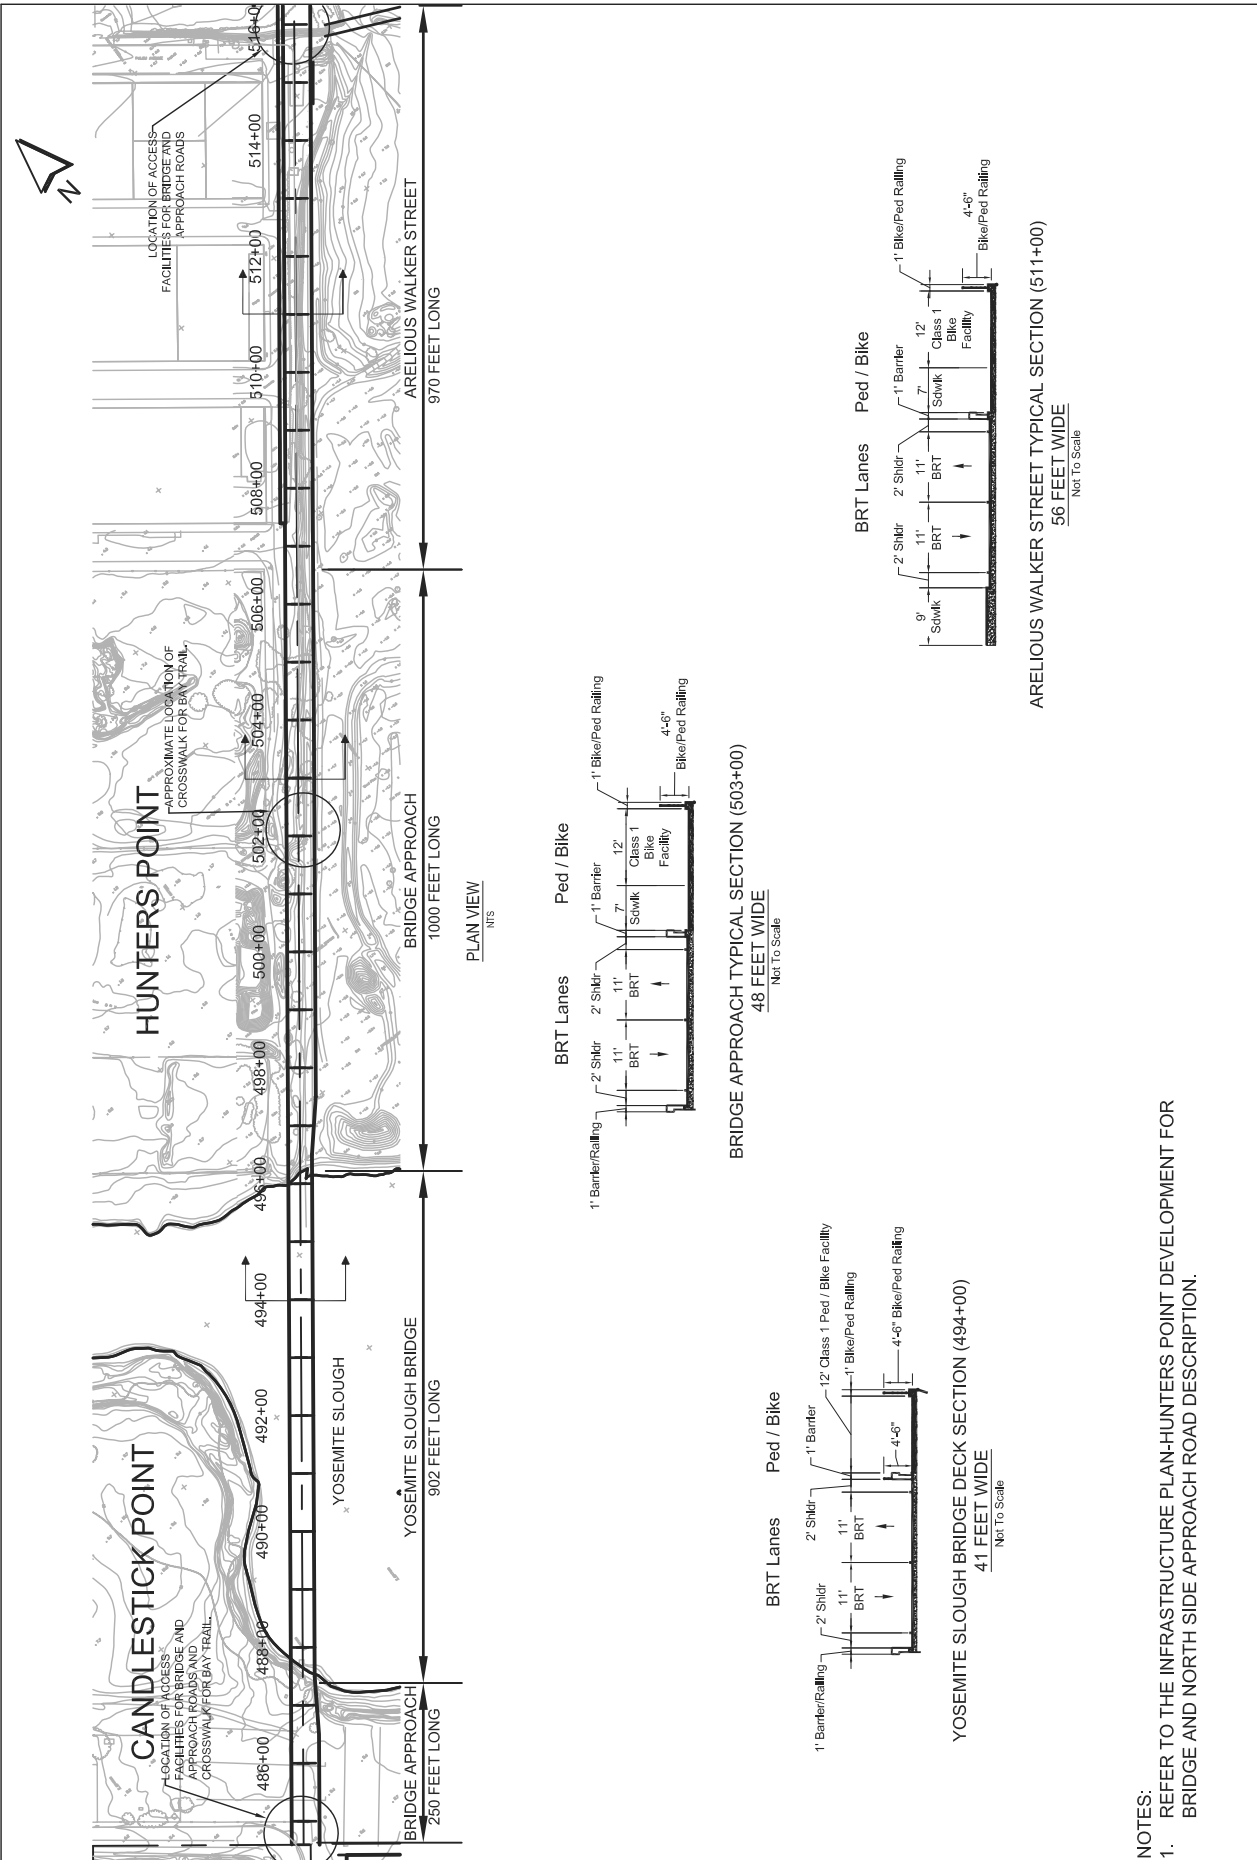 N
CANDLESTICK POINT
LOCATION OF ACCESS
FACILITIES FOR BRIDGE AND
APPROACH ROADS AND
CROSSWALK FOR BAY TRAIL.
HUNTERS POINT
APPROXIMATE LOCATION OF
CROSSWALK FOR BAY TRAIL.
LOCATION OF ACCESS
FACILITIES FOR BRIDGE AND
APPROACH ROADS
486+00
488+00
490+00
492+00
494+00
496+00
498+00
500+00
502+00
504+00
506+00
508+00
510+00
512+00
514+00
516+00
YOSEMITE SLOUGH
BRIDGE APPROACH
250 FEET LONG
YOSEMITE SLOUGH BRIDGE
902 FEET LONG
BRIDGE APPROACH
1000 FEET LONG
ARELIOUS WALKER STREET
970 FEET LONG
PLAN VIEW
NTS
BRT Lanes
Ped / Bike
1' Barrier/Railing
2' Shldr
11'
BRT
11'
BRT
2' Shldr
1' Barrier
12' Class 1 Ped / Bike Facility
1' Bike/Ped Railing
4'-6"
4'-6" Bike/Ped Railing
YOSEMITE SLOUGH BRIDGE DECK SECTION (494+00)
41 FEET WIDE
Not To Scale
BRT Lanes
Ped / Bike
1' Barrier/Railing
2' Shldr
11'
BRT
11'
BRT
2' Shldr
1' Barrier
7'
Sdwlk
12'
Class 1
Bike
Facility
1' Bike/Ped Railing
4'-6"
Bike/Ped Railing
BRIDGE APPROACH TYPICAL SECTION (503+00)
48 FEET WIDE
Not To Scale
BRT Lanes
Ped / Bike
9'
Sdwlk
2' Shldr
11'
BRT
11'
BRT
2' Shldr
1' Barrier
7'
Sdwlk
12'
Class 1
Bike
Facility
1' Bike/Ped Railing
4'-6"
Bike/Ped Railing
ARELIOUS WALKER STREET TYPICAL SECTION (511+00)
56 FEET WIDE
Not To Scale
NOTES:
1. REFER TO THE INFRASTRUCTURE PLAN-HUNTERS POINT DEVELOPMENT FOR
BRIDGE AND NORTH SIDE APPROACH ROAD DESCRIPTION.